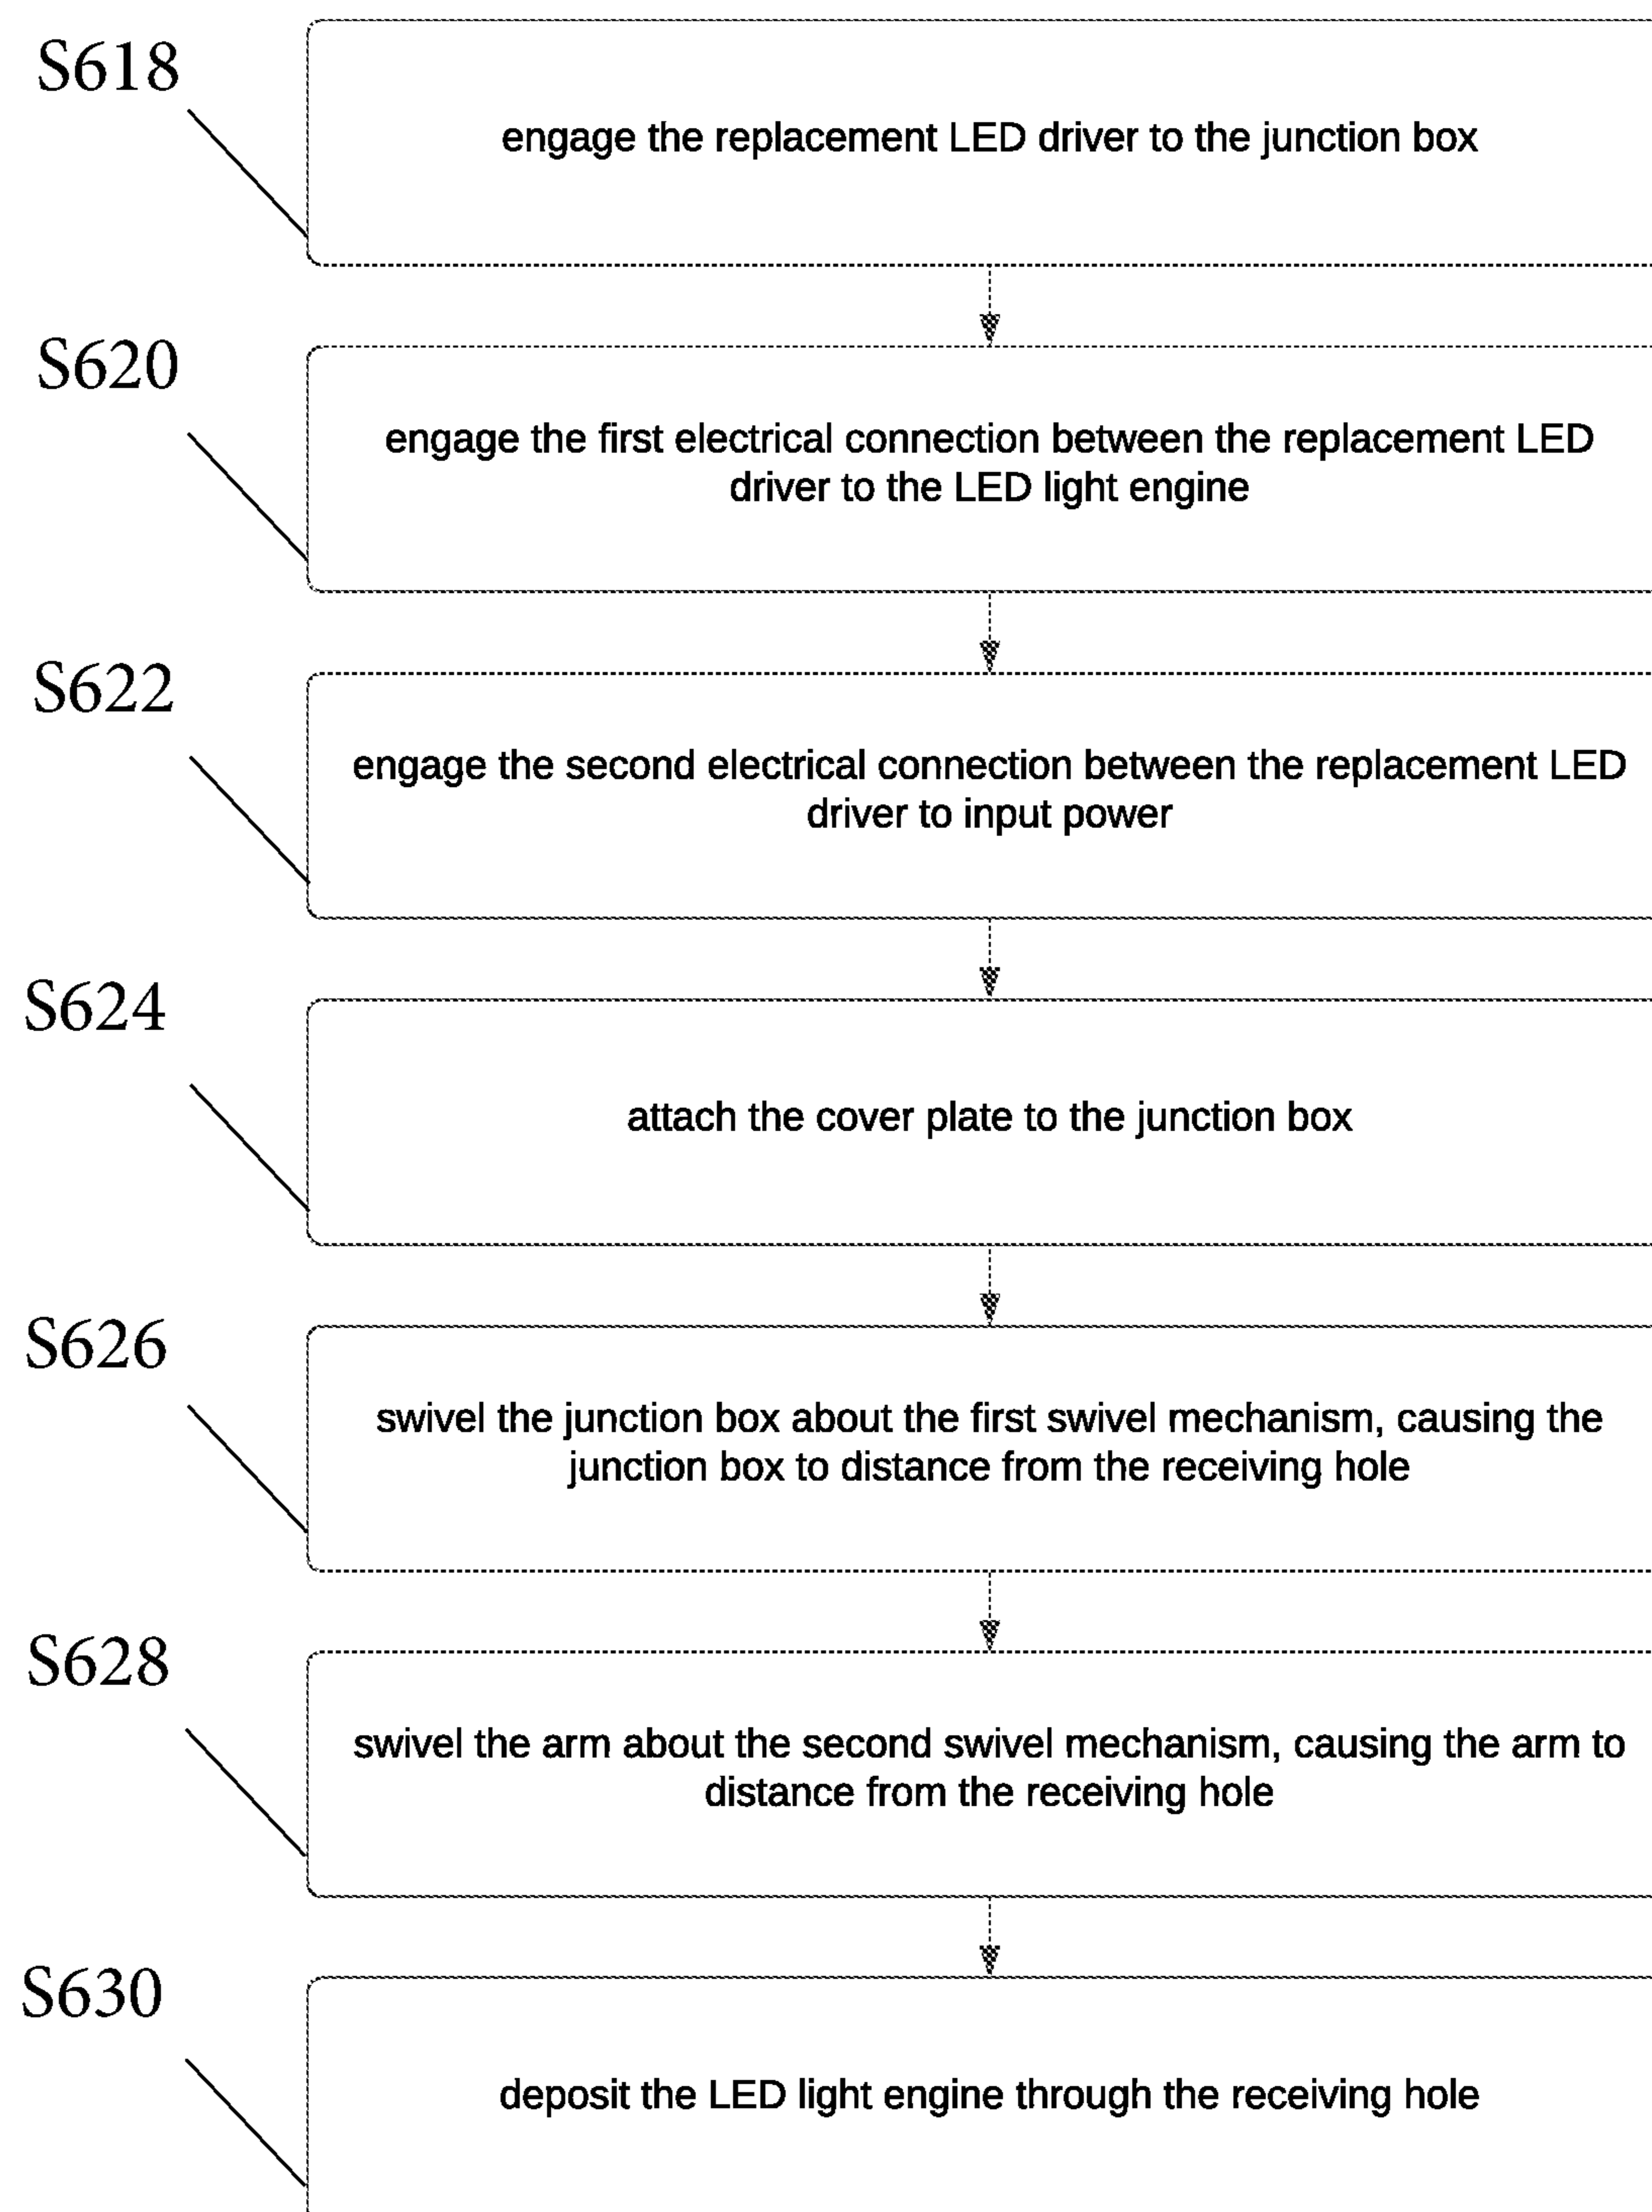 S618
engage the replacement LED driver to the junction box
S620
engage the first electrical connection between the replacement LED
driver to the LED light engine
S622
engage the second electrical connection between the replacement LED
driver to input power
S624
attach the cover plate to the junction box
S626
swivel the junction box about the first swivel mechanism, causing the
junction box to distance from the receiving hole
S628
swivel the arm about the second swivel mechanism, causing the arm to
distance from the receiving hole
S630
deposit the LED light engine through the receiving hole